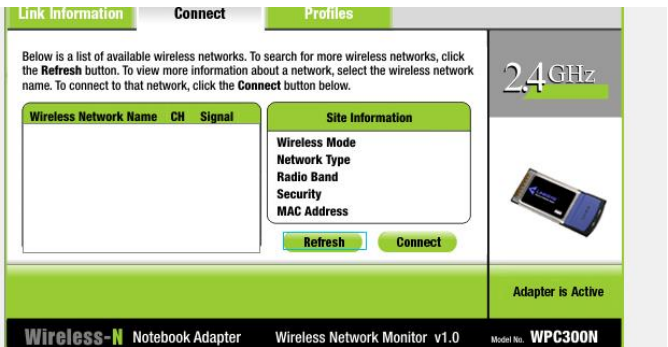 Link Information Connect Profiles
Below is a list of available wireless networks. To search for more wireless networks, click
the Refresh button. To view more information about a network, select the wireless network
name. To connect to that network, click the Connect button below.
2.4GHz
Wireless Network Name CH Signal
Site Information
Wireless Mode
Network Type
Radio Band
Security
MAC Address
Refresh Connect
Adapter is Active
Wireless-N Notebook Adapter Wireless Network Monitor v1.0 Model No. WPC300N